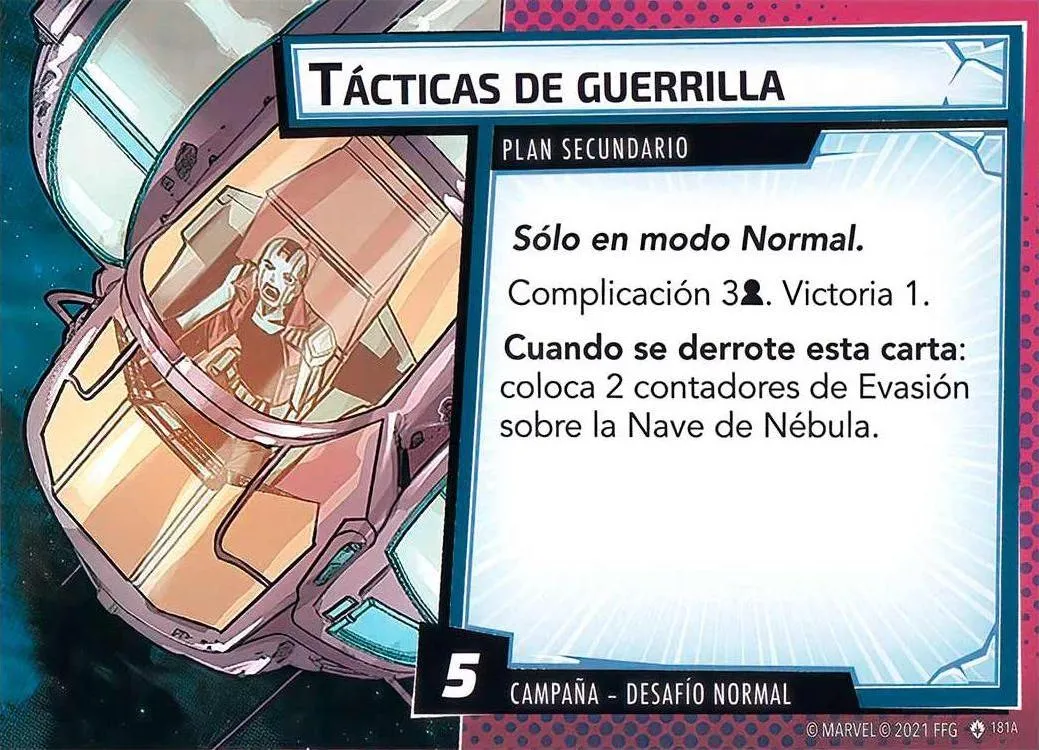 TÁCTICAS DE GUERRILLA
PLAN SECUNDARIO
Sólo en modo Normal.
Complicación 3👤. Victoria 1.
Cuando se derrote esta carta:
coloca 2 contadores de Evasión
sobre la Nave de Nébula.
5
CAMPAÑA – DESAFÍO NORMAL
© MARVEL © 2021 FFG 181A